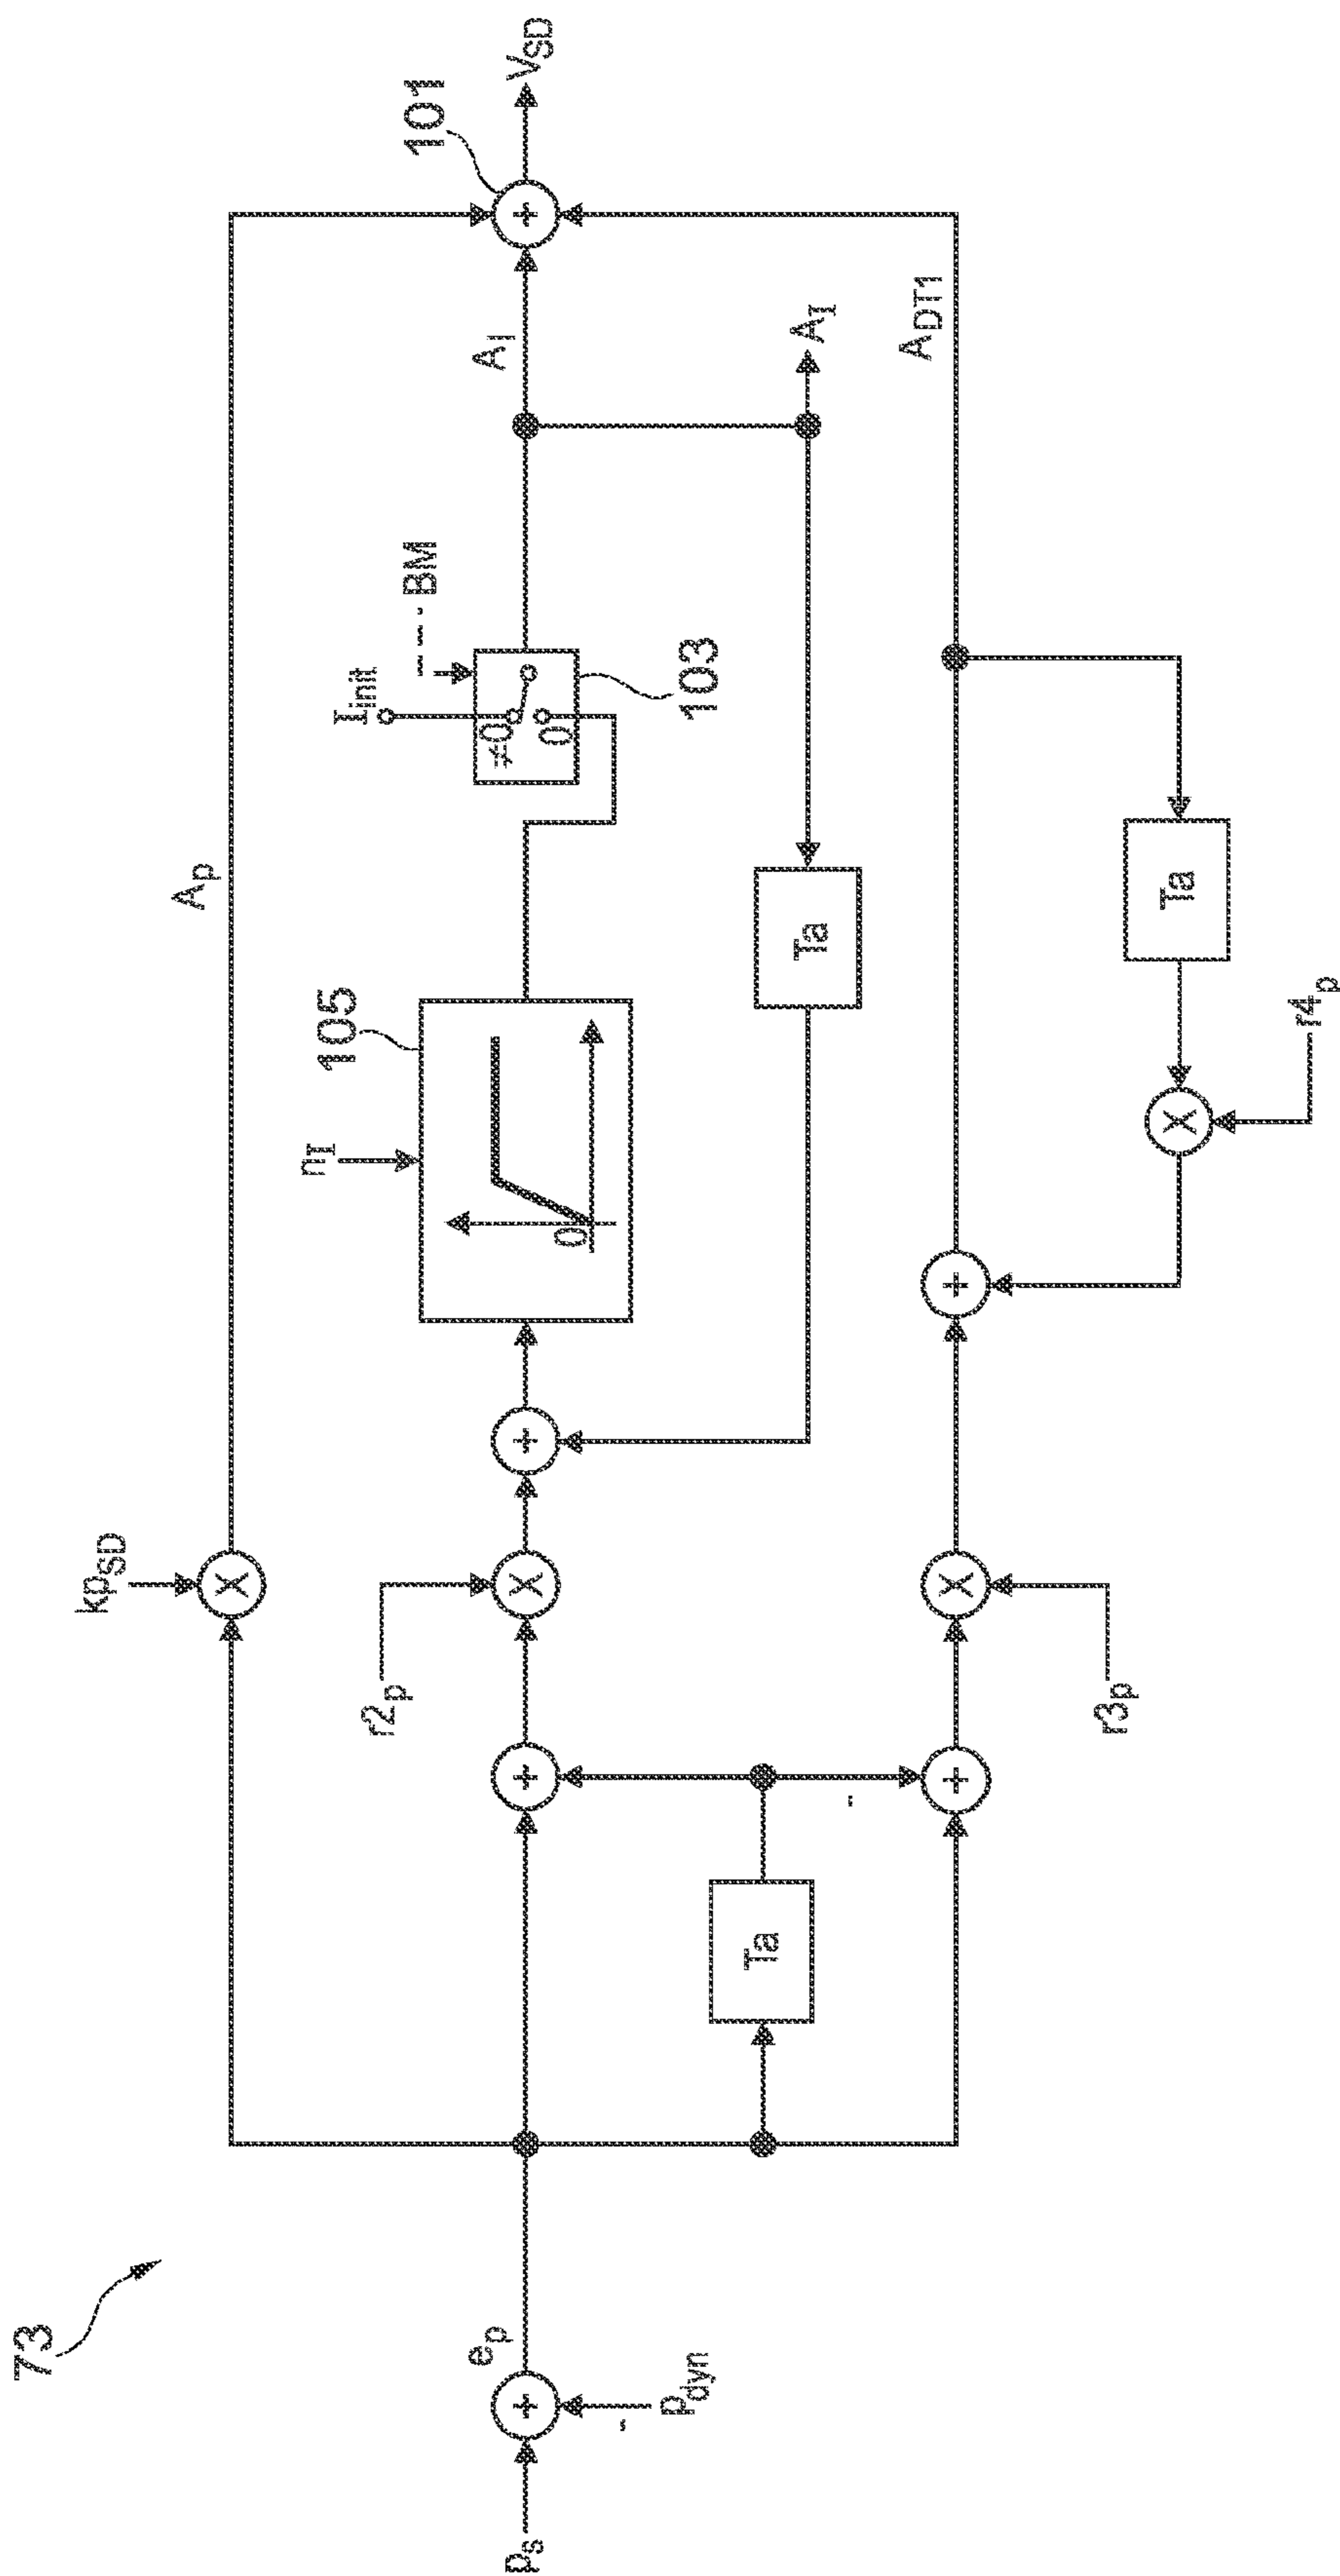 73
p_s
-
p_dyn
e_p
+
Ta
-
+
+
kp_SD
X
r2_p
X
r3_p
X
+
n_I
105
0
A_p
Ta
+
r4_p
X
Ta
I_init
BM
≠0
0
103
A_I
A_I
A_DT1
101
+
V_SD